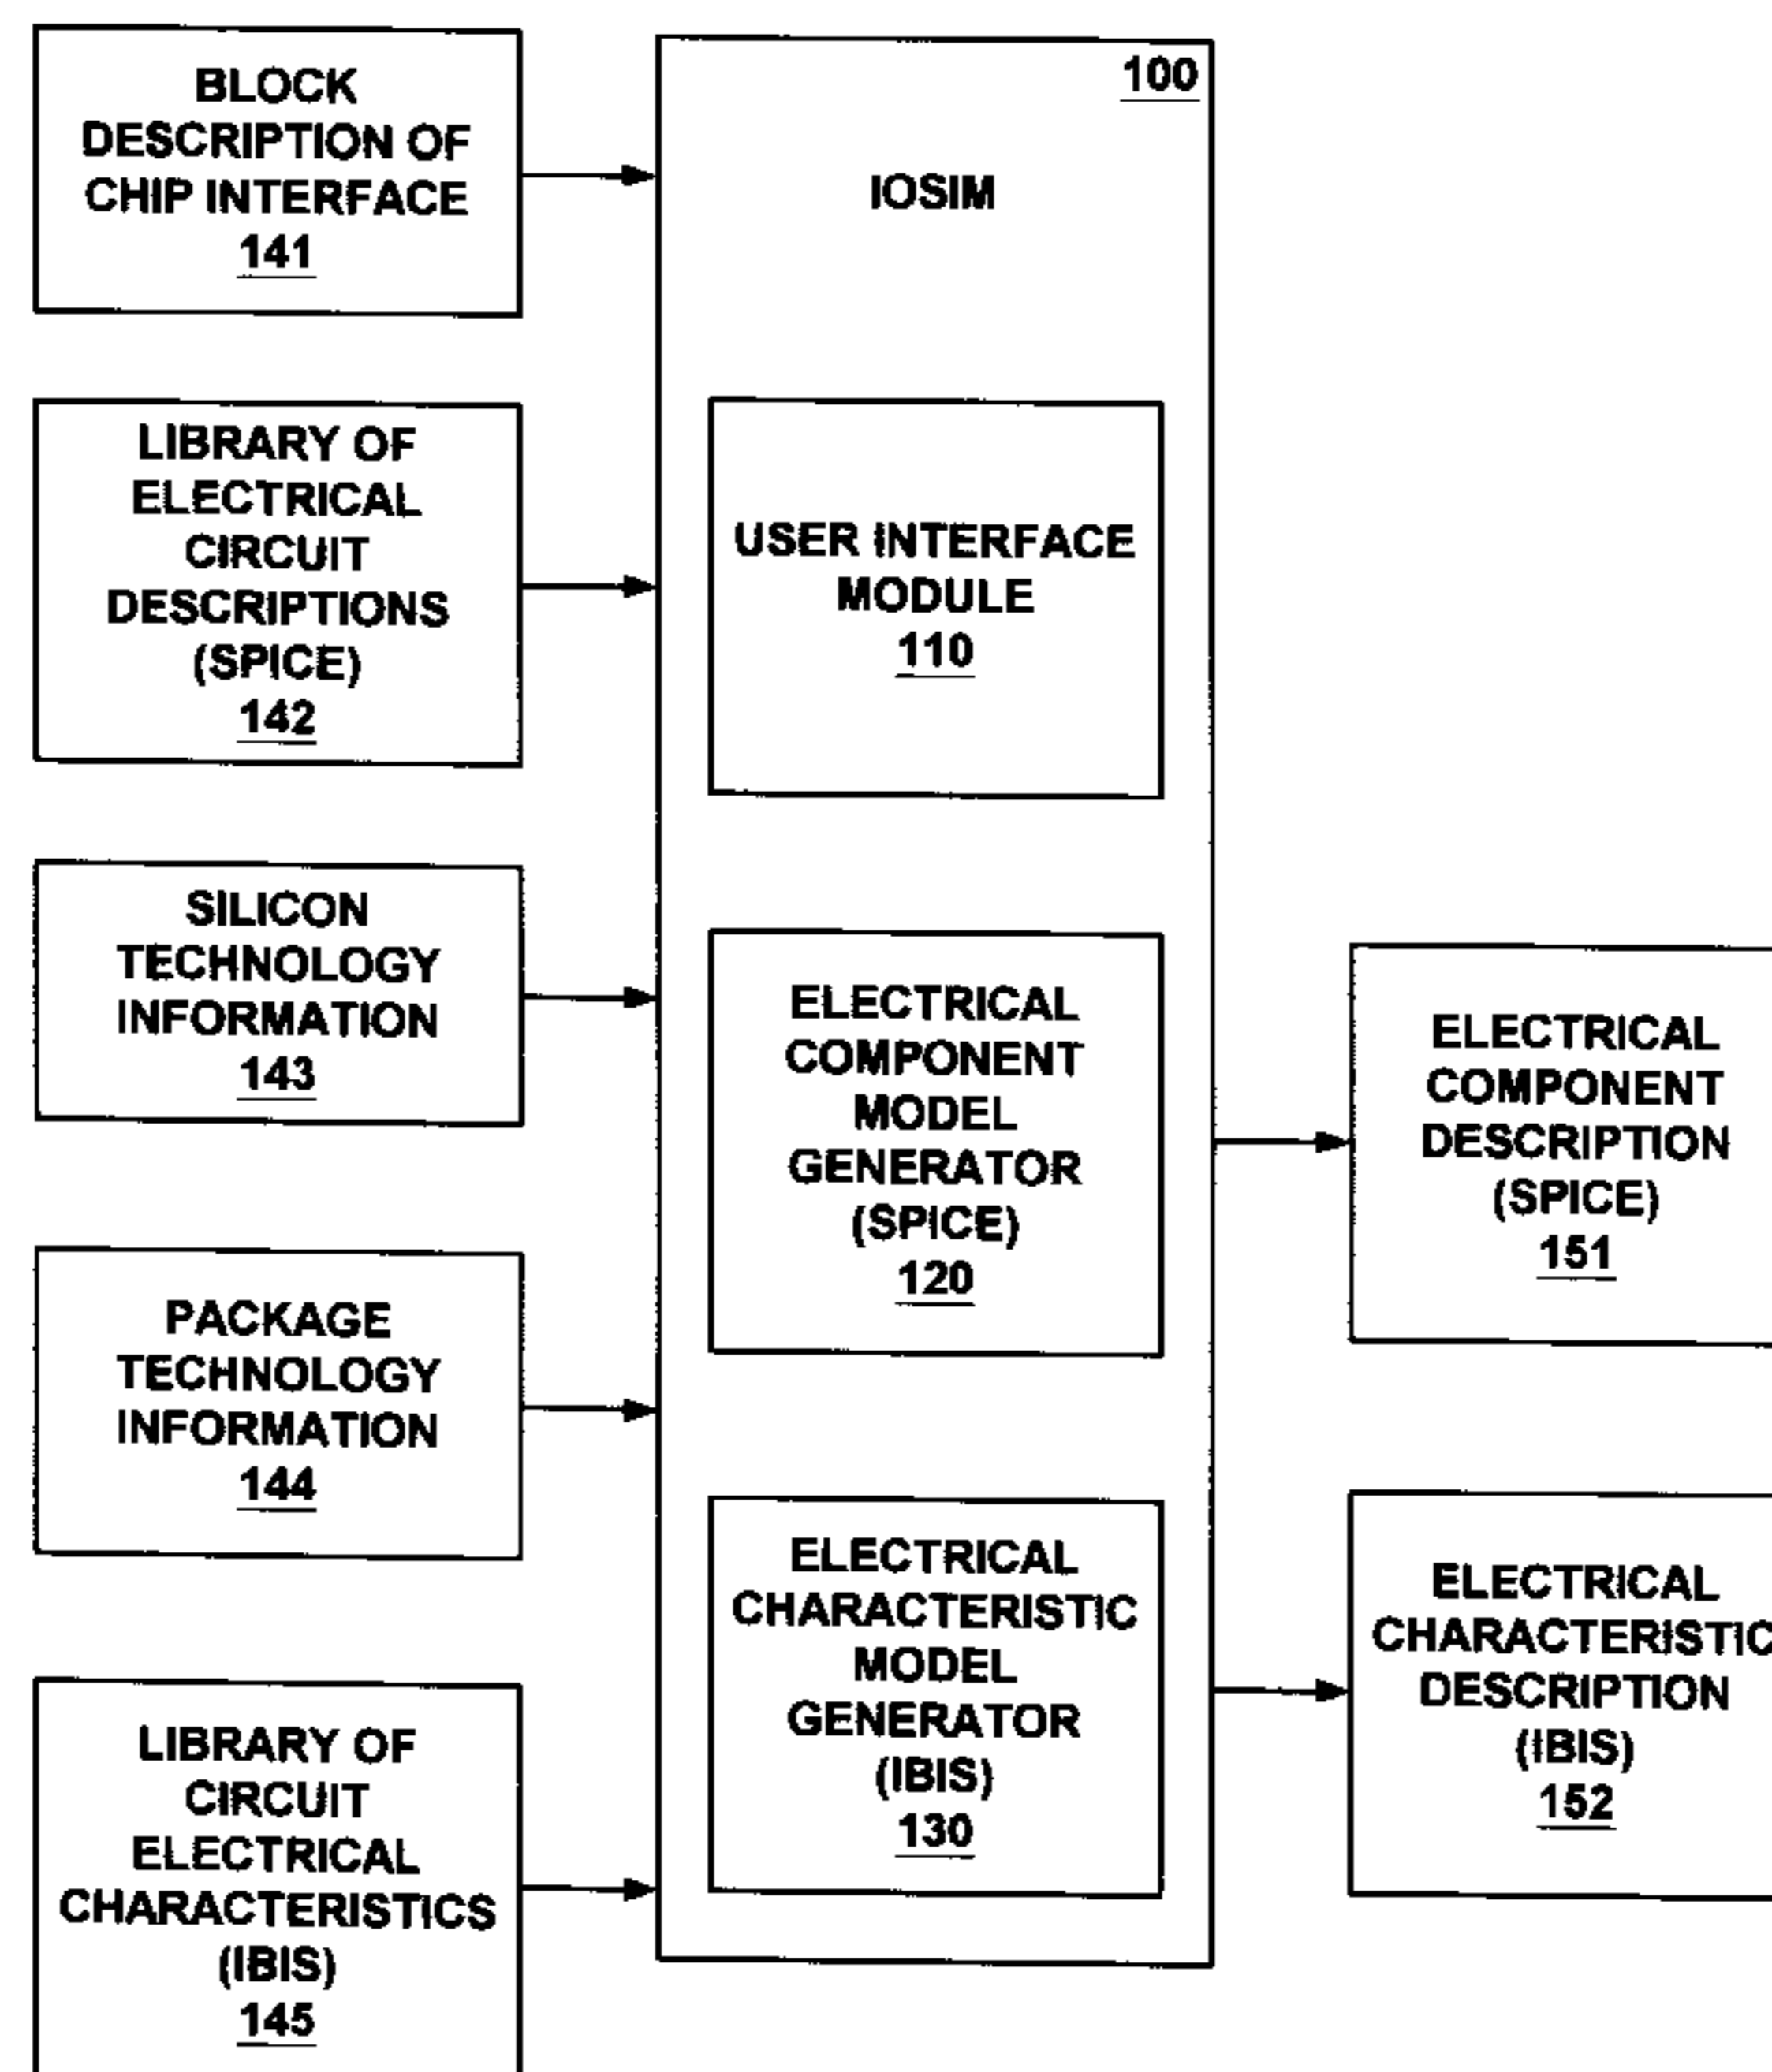 BLOCK
DESCRIPTION OF
CHIP INTERFACE
141
LIBRARY OF
ELECTRICAL
CIRCUIT
DESCRIPTIONS
(SPICE)
142
SILICON
TECHNOLOGY
INFORMATION
143
PACKAGE
TECHNOLOGY
INFORMATION
144
LIBRARY OF
CIRCUIT
ELECTRICAL
CHARACTERISTICS
(IBIS)
145
100
IOSIM
USER INTERFACE
MODULE
110
ELECTRICAL
COMPONENT
MODEL
GENERATOR
(SPICE)
120
ELECTRICAL
CHARACTERISTIC
MODEL
GENERATOR
(IBIS)
130
ELECTRICAL
COMPONENT
DESCRIPTION
(SPICE)
151
ELECTRICAL
CHARACTERISTIC
DESCRIPTION
(IBIS)
152